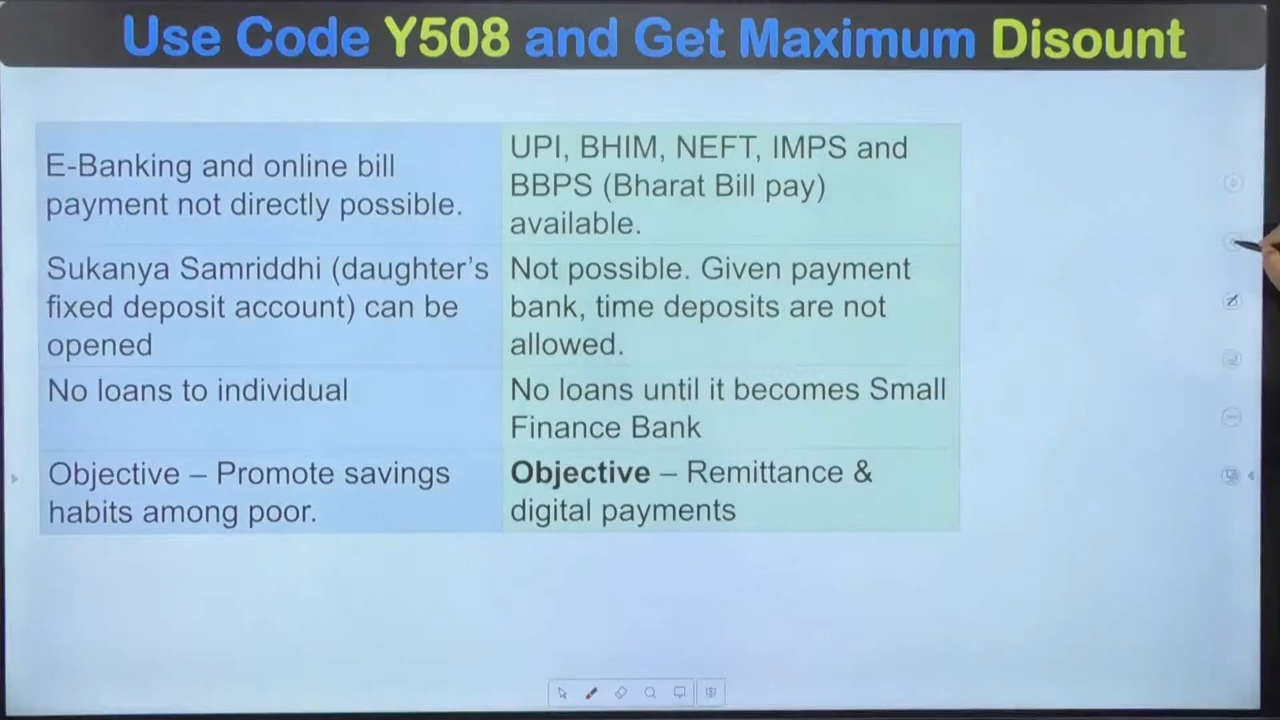 Use Code Y508 and Get Maximum Disount
E-Banking and online bill
payment not directly possible.
UPI, BHIM, NEFT, IMPS and
BBPS (Bharat Bill pay)
available.
Sukanya Samriddhi (daughter's
fixed deposit account) can be
opened
Not possible. Given payment
bank, time deposits are not
allowed.
No loans to individual
No loans until it becomes Small
Finance Bank
Objective – Promote savings
habits among poor.
Objective – Remittance &
digital payments